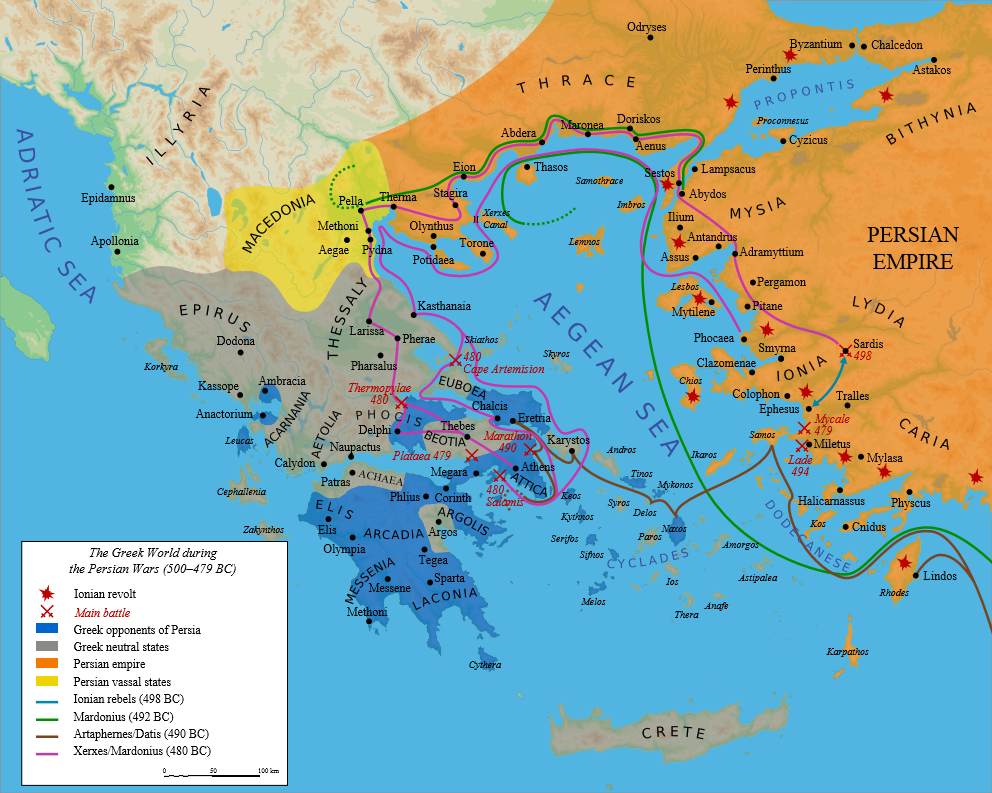 Odryses
Byzantium
Chalcedon
Perinthus
Astakos
THRACE
PROPONTIS
BITHYNIA
Proconnesus
Cyzicus
ILLYRIA
ADRIATIC SEA
Abdera
Maronea
Doriskos
Aenus
Eion
Thasos
Samothrace
Sestos
Lampsacus
Abydos
Imbros
Epidamnus
Pella
Therma
Stagira
Xerxes
Canal
MACEDONIA
Methoni
Aegae
Pydna
Olynthus
Torone
Potidaea
Lemnos
Ilium
MYSIA
Antandrus
Assus
Adramyttium
PERSIAN
EMPIRE
Apollonia
Pergamon
Lesbos
Mytilene
Pitane
LYDIA
EPIRUS
THESSALY
Kasthanaia
AEGEAN SEA
Dodona
Larissa
Pherae
Skiathos
Skyros
Phocaea
Smyrna
Sardis
498
Korkyra
Pharsalus
480
Cape Artemision
Clazomenae
IONIA
Kassope
Ambracia
Thermopylae
480
EUBOEA
Chios
Colophon
Tralles
Ephesus
Anactorium
ACARNANIA
AETOLIA
PHOCIS
Chalcis
Eretria
Mycale
479
CARIA
Leucas
Delphi
BEOTIA
Thebes
Marathon
490
Karystos
Samos
Miletus
Naupactus
Plataea 479
Andros
Ikaros
Lade
494
Mylasa
Calydon
Megara
Athens
ATTICA
Tinos
Mykonos
Patras
ACHAEA
480
Salamis
Keos
Syros
Delos
Halicarnassus
Physcus
Cephallenia
Phlius
Corinth
Kythnos
Naxos
DODECANESE
ELIS
ARGOLIS
Paros
Kos
Cnidus
Zakynthos
Elis
ARCADIA
Argos
Serifos
Sifnos
CYCLADES
Amorgos
Olympia
Tegea
Ios
Astipalea
Rhodes
Lindos
MESSENIA
Messene
Sparta
LACONIA
Melos
Thera
Anafe
Methoni
Karpathos
Cythera
CRETE
The Greek World during
the Persian Wars (500–479 BC)
Ionian revolt
Main battle
Greek opponents of Persia
Greek neutral states
Persian empire
Persian vassal states
Ionian rebels (498 BC)
Mardonius (492 BC)
Artaphernes/Datis (490 BC)
Xerxes/Mardonius (480 BC)
0 50 100 km